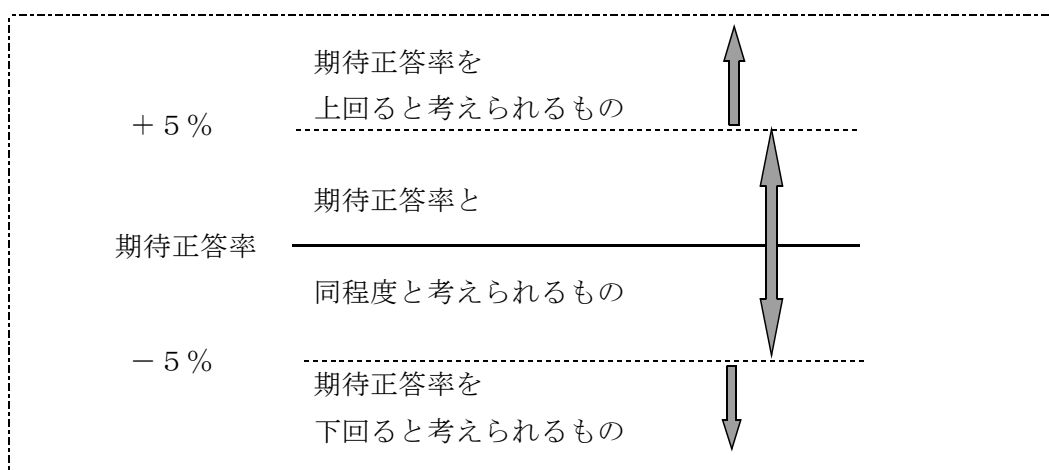 期待正答率を
上回ると考えられるもの
+5%
期待正答率と
期待正答率
同程度と考えられるもの
-5%
期待正答率を
下回ると考えられるもの